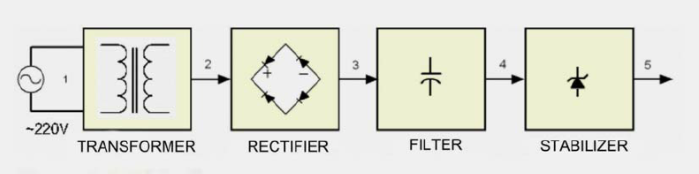 1
2
3
4
5
~220V
TRANSFORMER
RECTIFIER
FILTER
STABILIZER
+
−